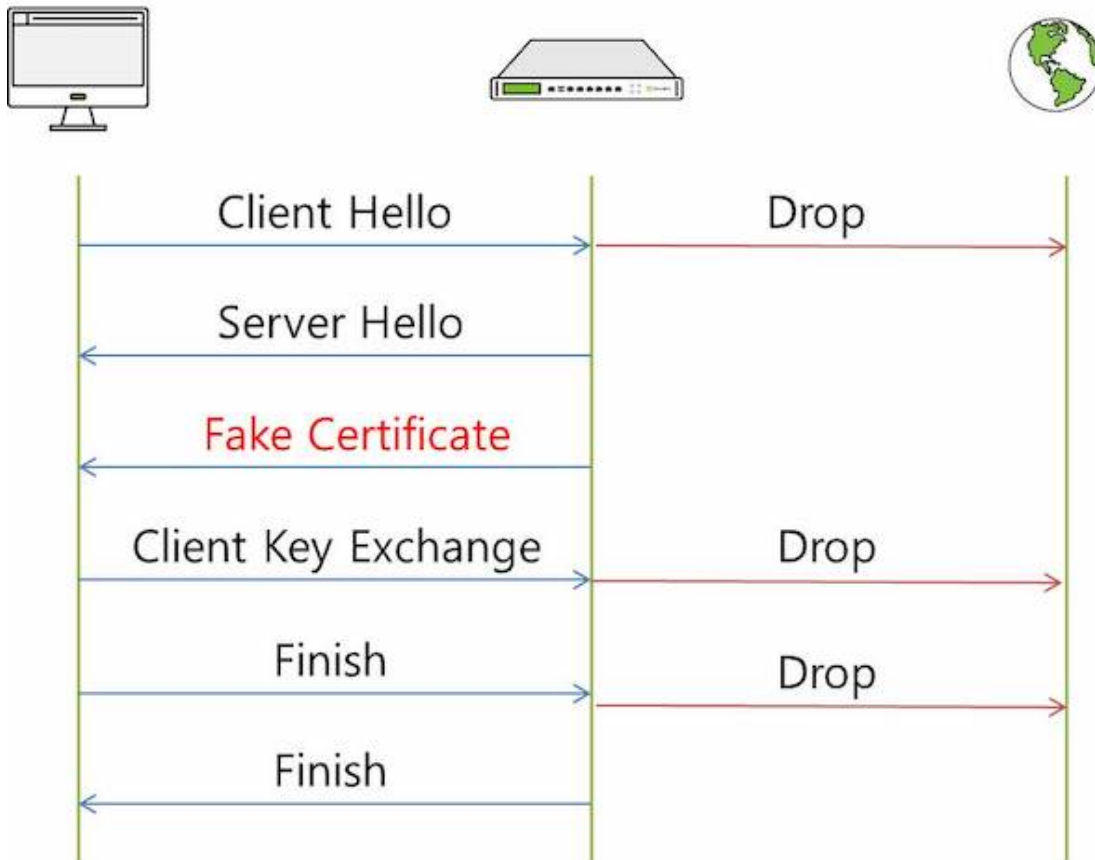 Client Hello
Drop
Server Hello
Fake Certificate
Client Key Exchange
Drop
Finish
Drop
Finish